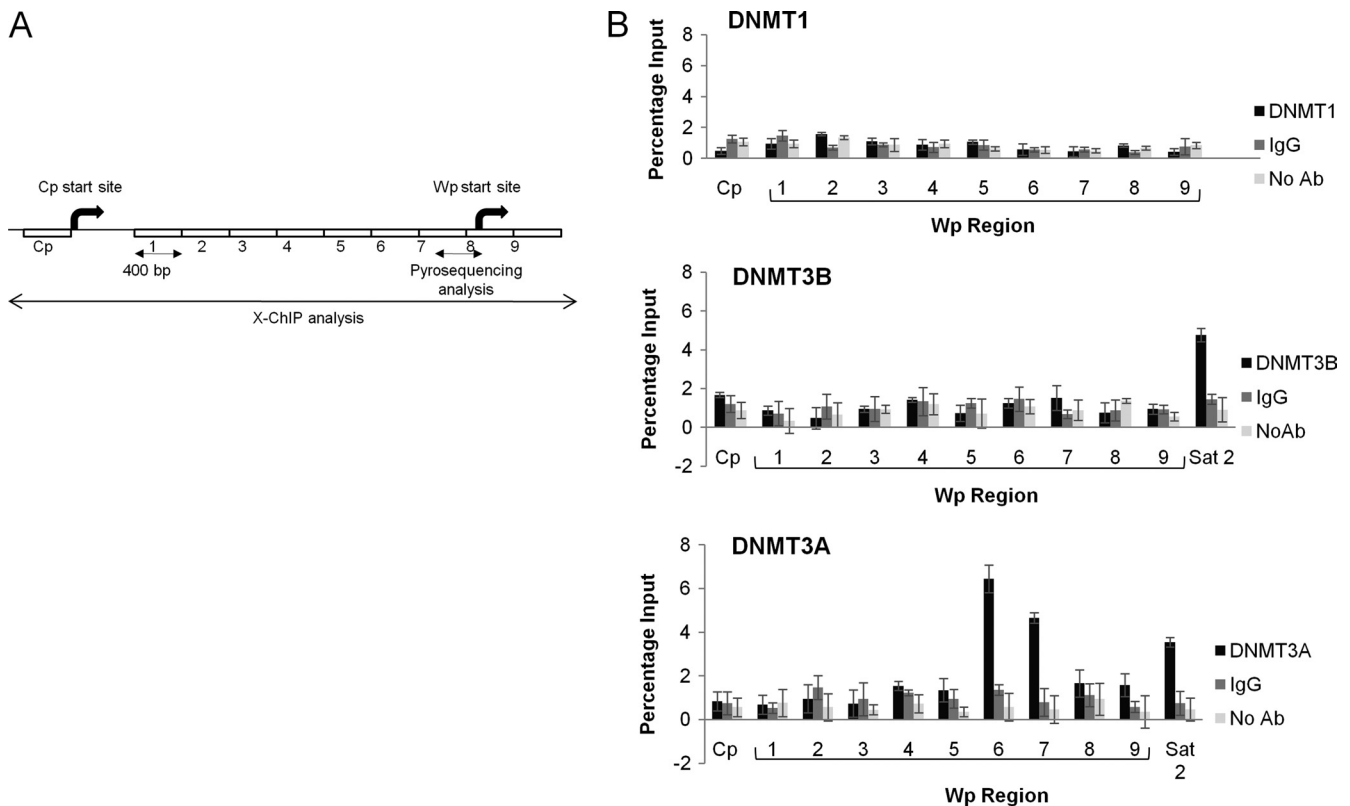 A
Cp start site
Wp start site
Cp
1
2
3
4
5
6
7
8
9
400 bp
Pyrosequencing
analysis
X-ChIP analysis
B
DNMT1
Percentage Input
8
6
4
2
0
Cp
1
2
3
4
5
6
7
8
9
Wp Region
DNMT1
IgG
No Ab
DNMT3B
Percentage Input
8
6
4
2
0
-2
Cp
1
2
3
4
5
6
7
8
9
Sat 2
Wp Region
DNMT3B
IgG
NoAb
DNMT3A
Percentage Input
8
6
4
2
0
-2
Cp
1
2
3
4
5
6
7
8
9
Sat
2
Wp Region
DNMT3A
IgG
No Ab